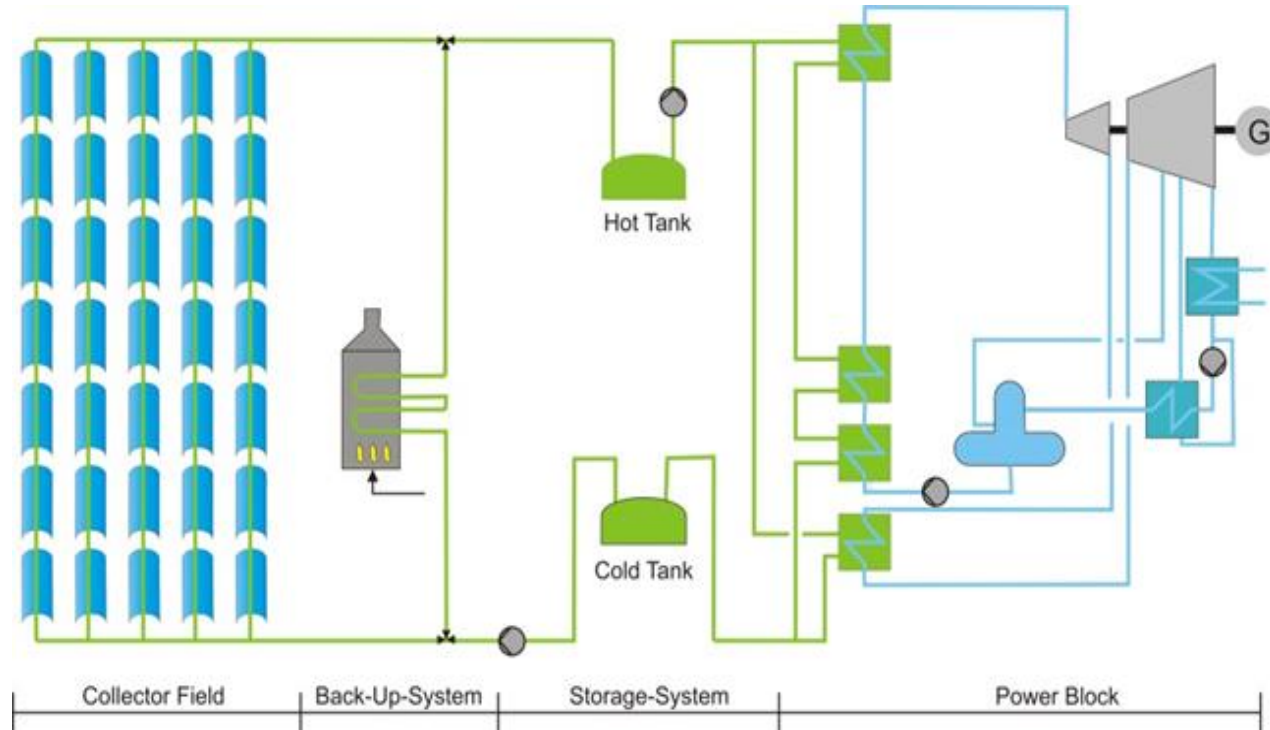 G
Hot Tank
Cold Tank
Collector Field
Back-Up-System
Storage-System
Power Block